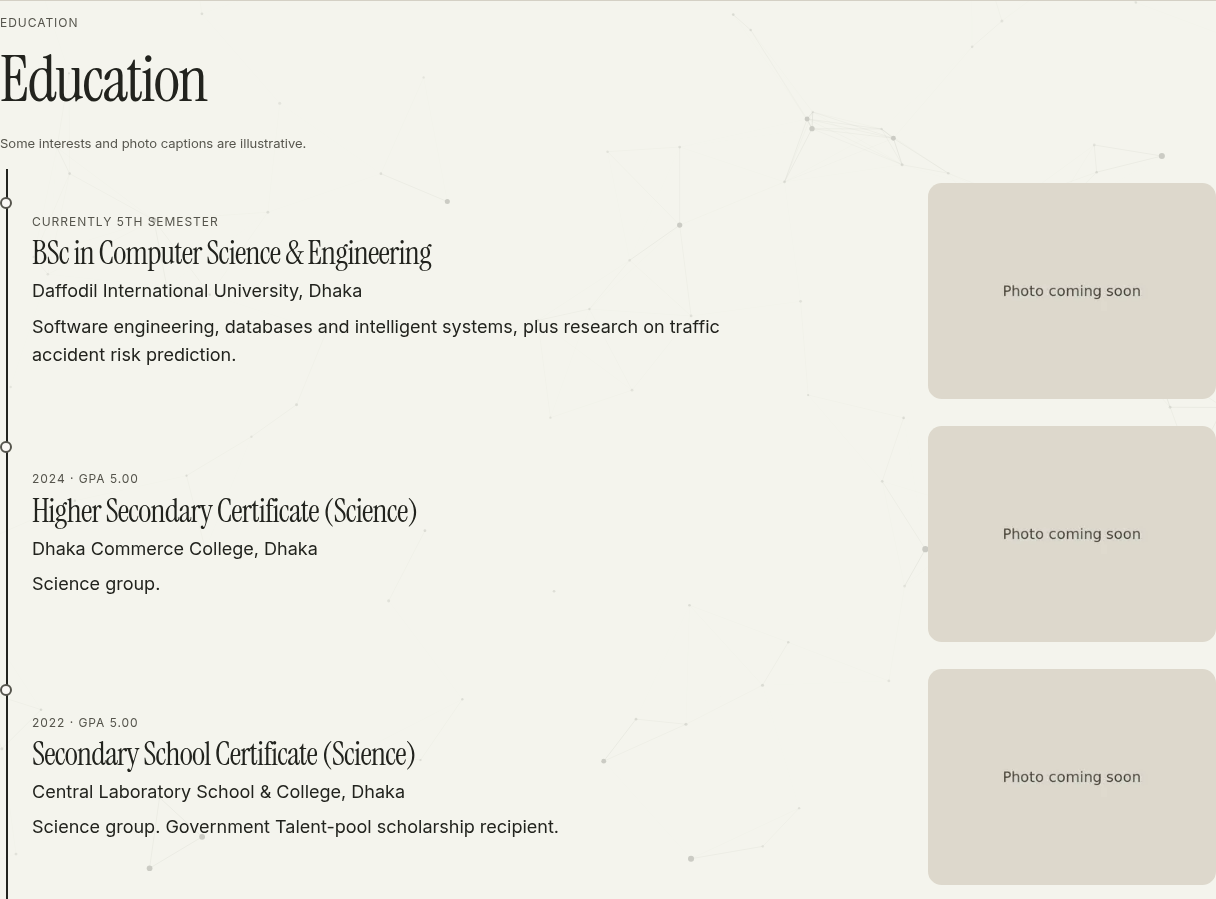 EDUCATION
Education
Some interests and photo captions are illustrative.
CURRENTLY 5TH SEMESTER
BSc in Computer Science & Engineering
Daffodil International University, Dhaka
Software engineering, databases and intelligent systems, plus research on traffic
accident risk prediction.
Photo coming soon
2024 · GPA 5.00
Higher Secondary Certificate (Science)
Dhaka Commerce College, Dhaka
Science group.
Photo coming soon
2022 · GPA 5.00
Secondary School Certificate (Science)
Central Laboratory School & College, Dhaka
Science group. Government Talent-pool scholarship recipient.
Photo coming soon